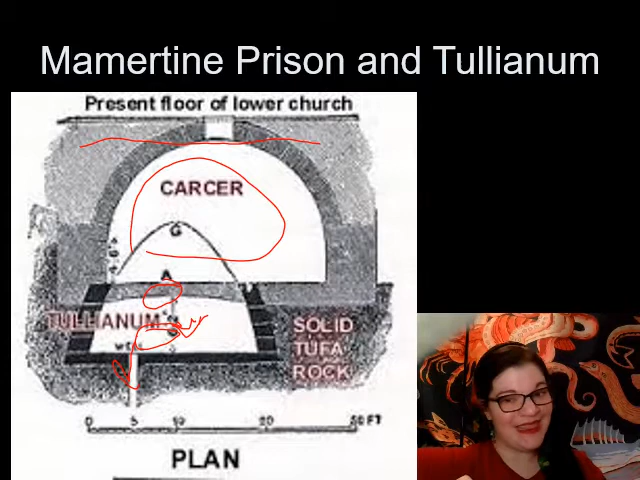 Mamertine Prison and Tullianum
Present floor of lower church
CARCER
G
A
TULLIANUM
SOLID
TUFA
ROCK
0 5 10 20 30 FT
PLAN